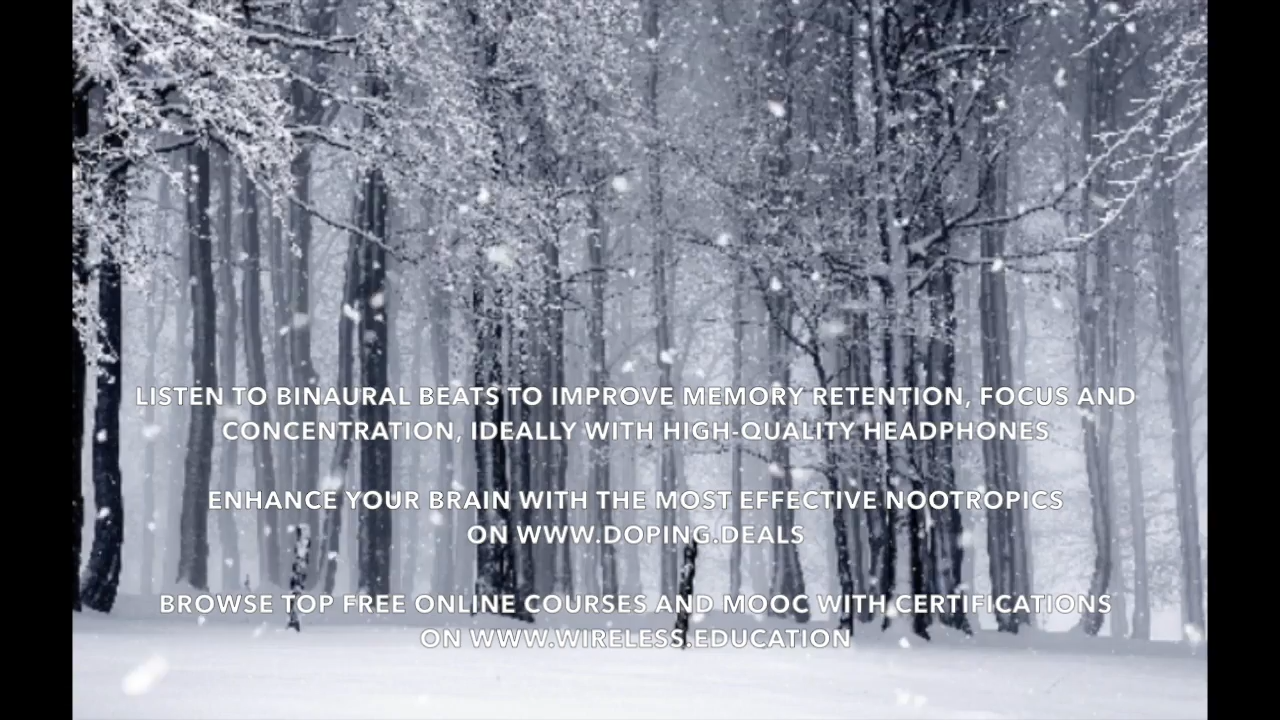 LISTEN TO BINAURAL BEATS TO IMPROVE MEMORY RETENTION, FOCUS AND
CONCENTRATION, IDEALLY WITH HIGH-QUALITY HEADPHONES
ENHANCE YOUR BRAIN WITH THE MOST EFFECTIVE NOOTROPICS
ON WWW.DOPING.DEALS
BROWSE TOP FREE ONLINE COURSES AND MOOC WITH CERTIFICATIONS
ON WWW.WIRELESS.EDUCATION